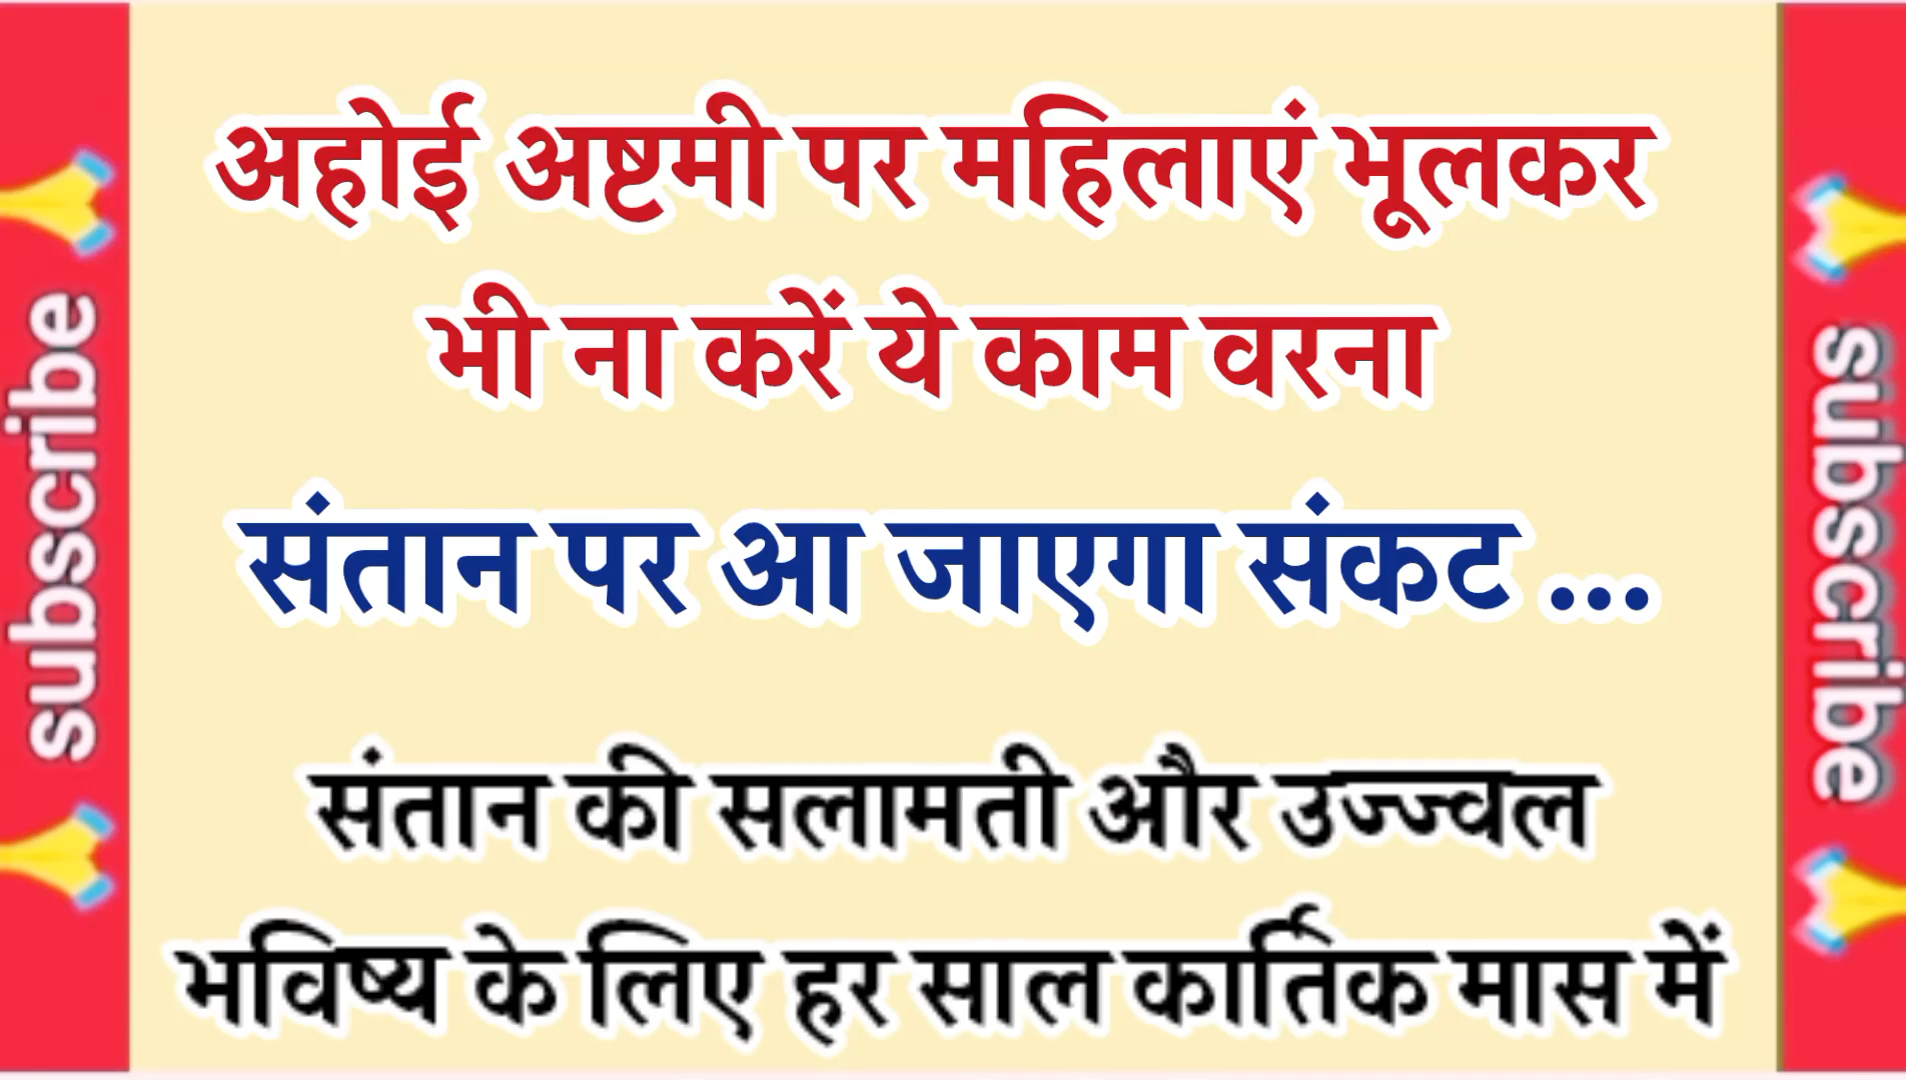 अहोई अष्टमी पर महिलाएं भूलकर
भी ना करें ये काम वरना
संतान पर आ जाएगा संकट ...
संतान की सलामती और उज्ज्वल
भविष्य के लिए हर साल कार्तिक मास में
subscribe
subscribe